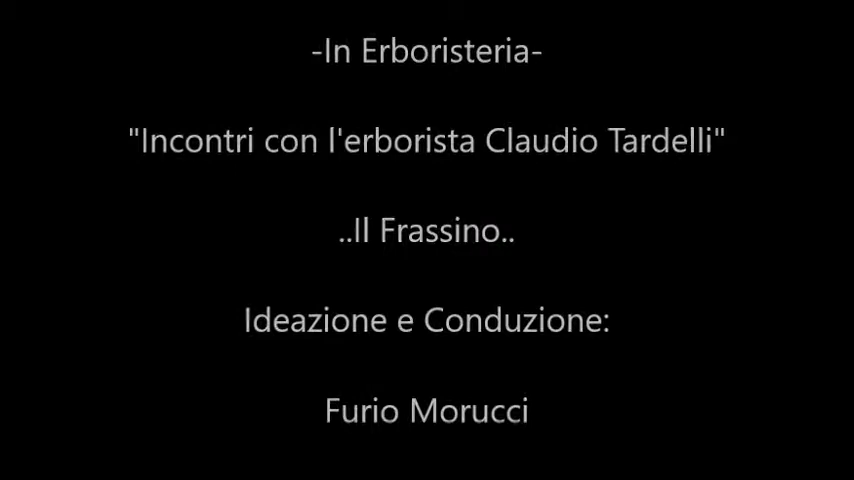 -In Erboristeria-
"Incontri con l'erborista Claudio Tardelli"
..Il Frassino..
Ideazione e Conduzione:
Furio Morucci